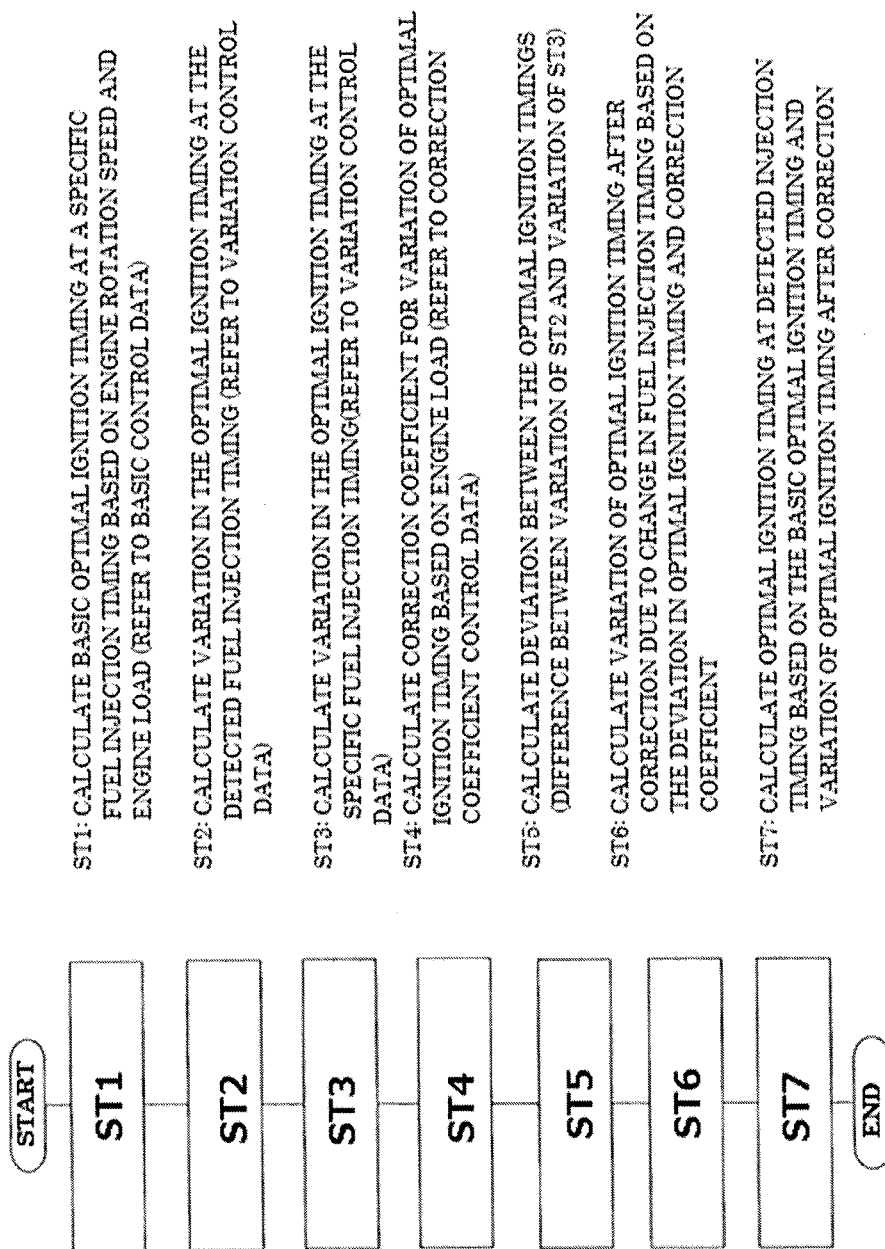 START
ST1
ST2
ST3
ST4
ST5
ST6
ST7
END
ST1: CALCULATE BASIC OPTIMAL IGNITION TIMING AT A SPECIFIC
FUEL INJECTION TIMING BASED ON ENGINE ROTATION SPEED AND
ENGINE LOAD (REFER TO BASIC CONTROL DATA)
ST2: CALCULATE VARIATION IN THE OPTIMAL IGNITION TIMING AT THE
DETECTED FUEL INJECTION TIMING (REFER TO VARIATION CONTROL
DATA)
ST3: CALCULATE VARIATION IN THE OPTIMAL IGNITION TIMING AT THE
SPECIFIC FUEL INJECTION TIMING(REFER TO VARIATION CONTROL
DATA)
ST4: CALCULATE CORRECTION COEFFICIENT FOR VARIATION OF OPTIMAL
IGNITION TIMING BASED ON ENGINE LOAD (REFER TO CORRECTION
COEFFICIENT CONTROL DATA)
ST5: CALCULATE DEVIATION BETWEEN THE OPTIMAL IGNITION TIMINGS
(DIFFERENCE BETWEEN VARIATION OF ST2 AND VARIATION OF ST3)
ST6: CALCULATE VARIATION OF OPTIMAL IGNITION TIMING AFTER
CORRECTION DUE TO CHANGE IN FUEL INJECTION TIMING BASED ON
THE DEVIATION IN OPTIMAL IGNITION TIMING AND CORRECTION
COEFFICIENT
ST7: CALCULATE OPTIMAL IGNITION TIMING AT DETECTED INJECTION
TIMING BASED ON THE BASIC OPTIMAL IGNITION TIMING AND
VARIATION OF OPTIMAL IGNITION TIMING AFTER CORRECTION